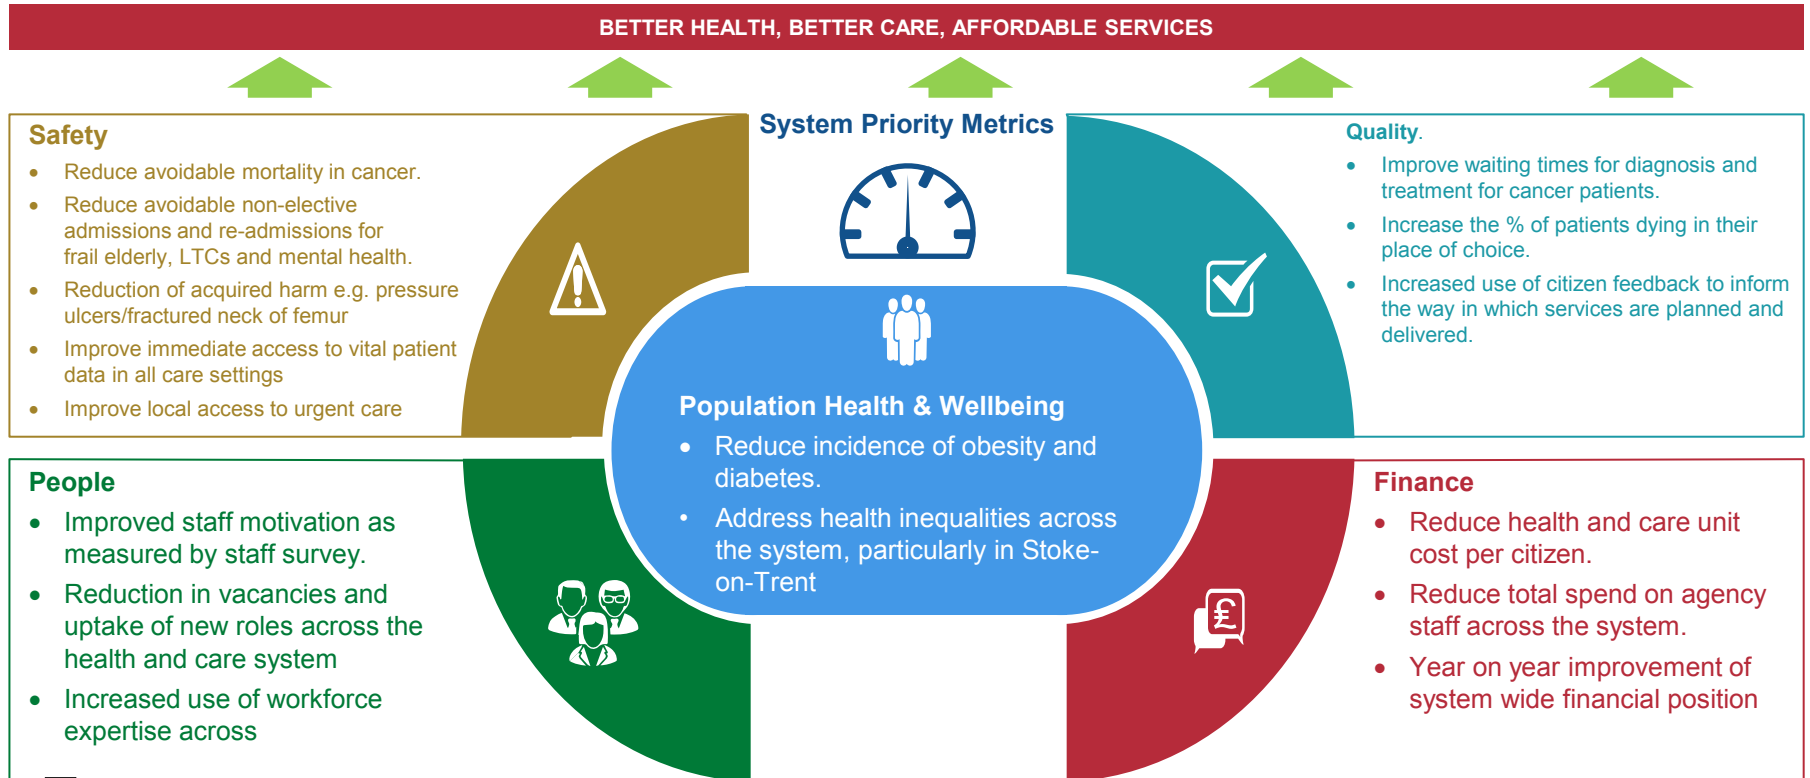 BETTER HEALTH, BETTER CARE, AFFORDABLE SERVICES
System Priority Metrics
Safety
• Reduce avoidable mortality in cancer.
• Reduce avoidable non-elective
admissions and re-admissions for
frail elderly, LTCs and mental health.
• Reduction of acquired harm e.g. pressure
ulcers/fractured neck of femur
• Improve immediate access to vital patient
data in all care settings
• Improve local access to urgent care
Quality.
• Improve waiting times for diagnosis and
treatment for cancer patients.
• Increase the % of patients dying in their
place of choice.
• Increased use of citizen feedback to inform
the way in which services are planned and
delivered.
Population Health & Wellbeing
• Reduce incidence of obesity and
diabetes.
• Address health inequalities across
the system, particularly in Stoke-
on-Trent
People
• Improved staff motivation as
measured by staff survey.
• Reduction in vacancies and
uptake of new roles across the
health and care system
• Increased use of workforce
expertise across
Finance
• Reduce health and care unit
cost per citizen.
• Reduce total spend on agency
staff across the system.
• Year on year improvement of
system wide financial position
£